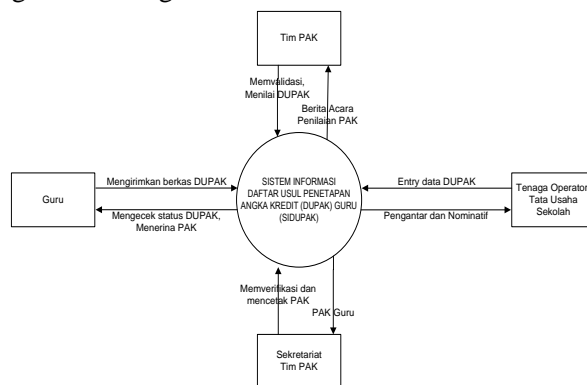 Tim PAK
Memvalidasi,
Menilai DUPAK
Berita Acara
Penilaian PAK
Guru
Mengirimkan berkas DUPAK
Mengecek status DUPAK,
Menerina PAK
SISTEM INFORMASI
DAFTAR USUL PENETAPAN
ANGKA KREDIT (DUPAK) GURU
(SIDUPAK)
Entry data DUPAK
Pengantar dan Nominatif
Tenaga Operator
Tata Usaha
Sekolah
Memverifikasi dan
mencetak PAK
PAK Guru
Sekretariat
Tim PAK